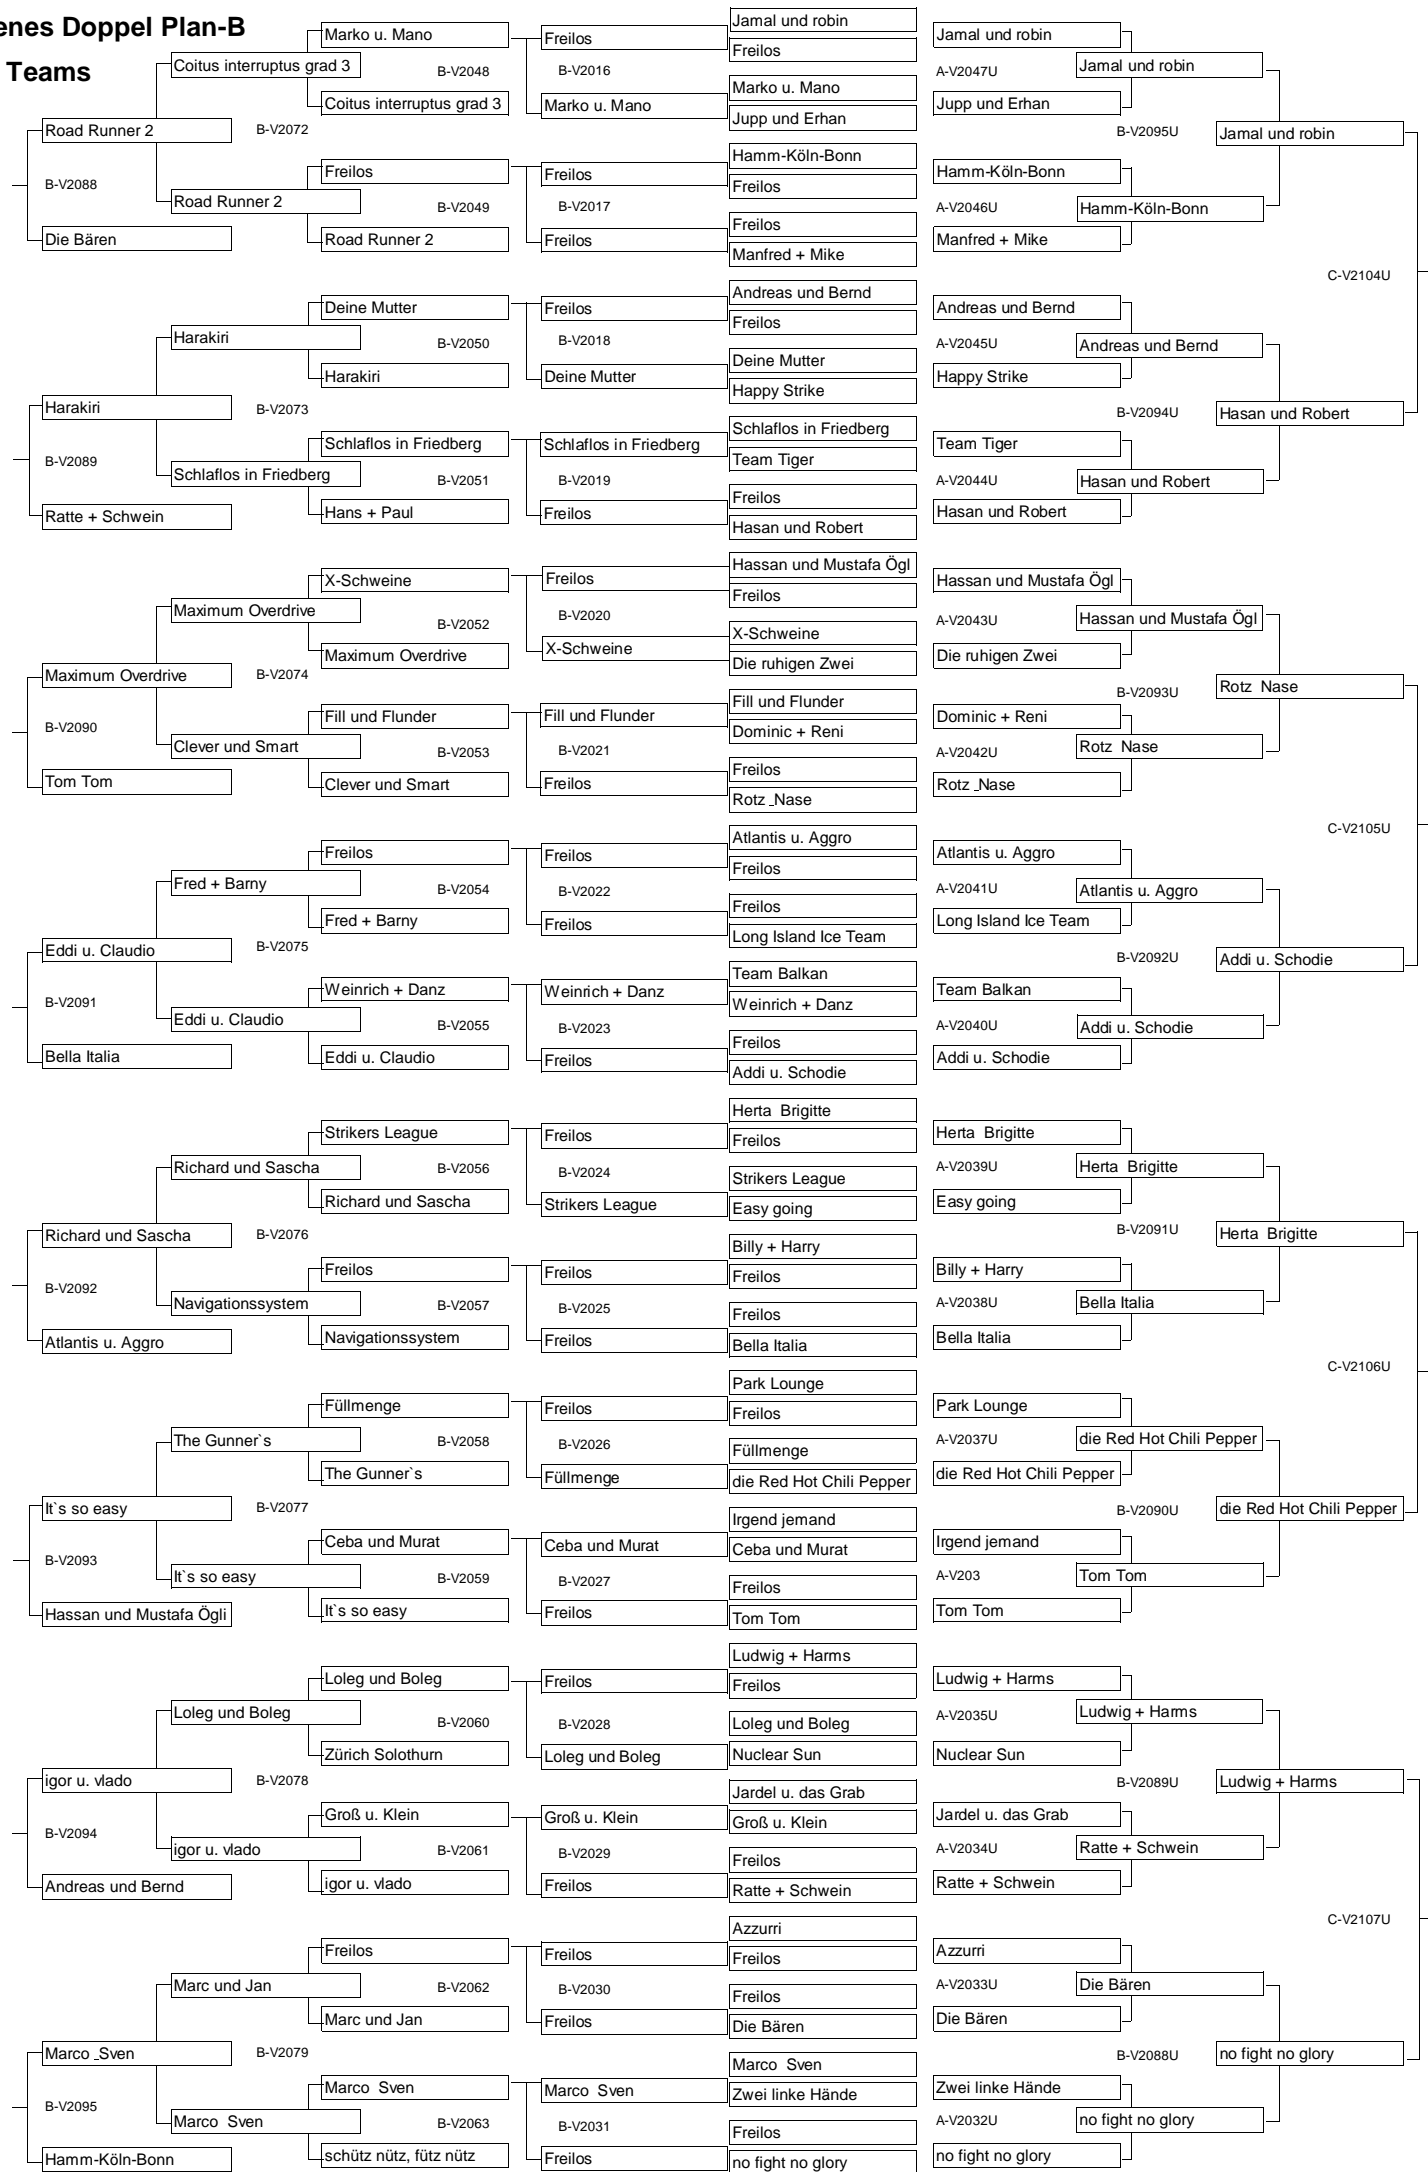 enes Doppel Plan-B
Teams
Jamal und robin
Marko u. Mano
Freilos
Jamal und robin
Freilos
Coitus interruptus grad 3
B-V2048
B-V2016
A-V2047U
Jamal und robin
Marko u. Mano
Coitus interruptus grad 3
Marko u. Mano
Jupp und Erhan
Jupp und Erhan
Road Runner 2
B-V2072
B-V2095U
Jamal und robin
Hamm-Köln-Bonn
Freilos
Freilos
Hamm-Köln-Bonn
Freilos
B-V2088
Road Runner 2
B-V2049
B-V2017
A-V2046U
Hamm-Köln-Bonn
Freilos
Die Bären
Road Runner 2
Freilos
Manfred + Mike
Manfred + Mike
C-V2104U
Andreas und Bernd
Deine Mutter
Freilos
Andreas und Bernd
Freilos
Harakiri
B-V2050
B-V2018
A-V2045U
Andreas und Bernd
Deine Mutter
Harakiri
Deine Mutter
Happy Strike
Happy Strike
Harakiri
B-V2073
B-V2094U
Hasan und Robert
Schlaflos in Friedberg
Schlaflos in Friedberg
Schlaflos in Friedberg
Team Tiger
Team Tiger
B-V2089
Schlaflos in Friedberg
B-V2051
B-V2019
A-V2044U
Hasan und Robert
Freilos
Ratte + Schwein
Hans + Paul
Freilos
Hasan und Robert
Hasan und Robert
Hassan und Mustafa Ögl
X-Schweine
Freilos
Hassan und Mustafa Ögl
Freilos
Maximum Overdrive
B-V2052
B-V2020
A-V2043U
Hassan und Mustafa Ögl
X-Schweine
Maximum Overdrive
X-Schweine
Die ruhigen Zwei
Die ruhigen Zwei
Maximum Overdrive
B-V2074
B-V2093U
Rotz Nase
Fill und Flunder
Fill und Flunder
Fill und Flunder
Dominic + Reni
Dominic + Reni
B-V2090
Clever und Smart
B-V2053
B-V2021
A-V2042U
Rotz Nase
Freilos
Tom Tom
Clever und Smart
Freilos
Rotz _Nase
Rotz _Nase
C-V2105U
Atlantis u. Aggro
Freilos
Freilos
Atlantis u. Aggro
Freilos
Fred + Barny
B-V2054
B-V2022
A-V2041U
Atlantis u. Aggro
Freilos
Fred + Barny
Freilos
Long Island Ice Team
Long Island Ice Team
Eddi u. Claudio
B-V2075
B-V2092U
Addi u. Schodie
Team Balkan
Weinrich + Danz
Weinrich + Danz
Team Balkan
Weinrich + Danz
B-V2091
Eddi u. Claudio
B-V2055
B-V2023
A-V2040U
Addi u. Schodie
Freilos
Bella Italia
Eddi u. Claudio
Freilos
Addi u. Schodie
Addi u. Schodie
Herta Brigitte
Strikers League
Freilos
Herta Brigitte
Freilos
Richard und Sascha
B-V2056
B-V2024
A-V2039U
Herta Brigitte
Strikers League
Richard und Sascha
Strikers League
Easy going
Easy going
Richard und Sascha
B-V2076
B-V2091U
Herta Brigitte
Billy + Harry
Freilos
Freilos
Billy + Harry
Freilos
B-V2092
Navigationssystem
B-V2057
B-V2025
A-V2038U
Bella Italia
Freilos
Atlantis u. Aggro
Navigationssystem
Freilos
Bella Italia
Bella Italia
C-V2106U
Park Lounge
Füllmenge
Freilos
Park Lounge
Freilos
The Gunner`s
B-V2058
B-V2026
A-V2037U
die Red Hot Chili Pepper
Füllmenge
The Gunner`s
Füllmenge
die Red Hot Chili Pepper
die Red Hot Chili Pepper
It`s so easy
B-V2077
B-V2090U
die Red Hot Chili Pepper
Irgend jemand
Ceba und Murat
Ceba und Murat
Irgend jemand
Ceba und Murat
B-V2093
It`s so easy
B-V2059
B-V2027
A-V203
Tom Tom
Freilos
Hassan und Mustafa Ögli
It`s so easy
Freilos
Tom Tom
Tom Tom
Ludwig + Harms
Loleg und Boleg
Freilos
Ludwig + Harms
Freilos
Loleg und Boleg
B-V2060
B-V2028
A-V2035U
Ludwig + Harms
Loleg und Boleg
Zürich Solothurn
Loleg und Boleg
Nuclear Sun
Nuclear Sun
igor u. vlado
B-V2078
B-V2089U
Ludwig + Harms
Jardel u. das Grab
Groß u. Klein
Groß u. Klein
Jardel u. das Grab
Groß u. Klein
B-V2094
igor u. vlado
B-V2061
B-V2029
A-V2034U
Ratte + Schwein
Freilos
Andreas und Bernd
igor u. vlado
Freilos
Ratte + Schwein
Ratte + Schwein
C-V2107U
Azzurri
Freilos
Freilos
Azzurri
Freilos
Marc und Jan
B-V2062
B-V2030
A-V2033U
Die Bären
Freilos
Marc und Jan
Freilos
Die Bären
Die Bären
Marco _Sven
B-V2079
B-V2088U
no fight no glory
Marco Sven
Marco Sven
Marco Sven
Zwei linke Hände
Zwei linke Hände
B-V2095
Marco Sven
B-V2063
B-V2031
A-V2032U
no fight no glory
Freilos
Hamm-Köln-Bonn
schütz nütz, fütz nütz
Freilos
no fight no glory
no fight no glory